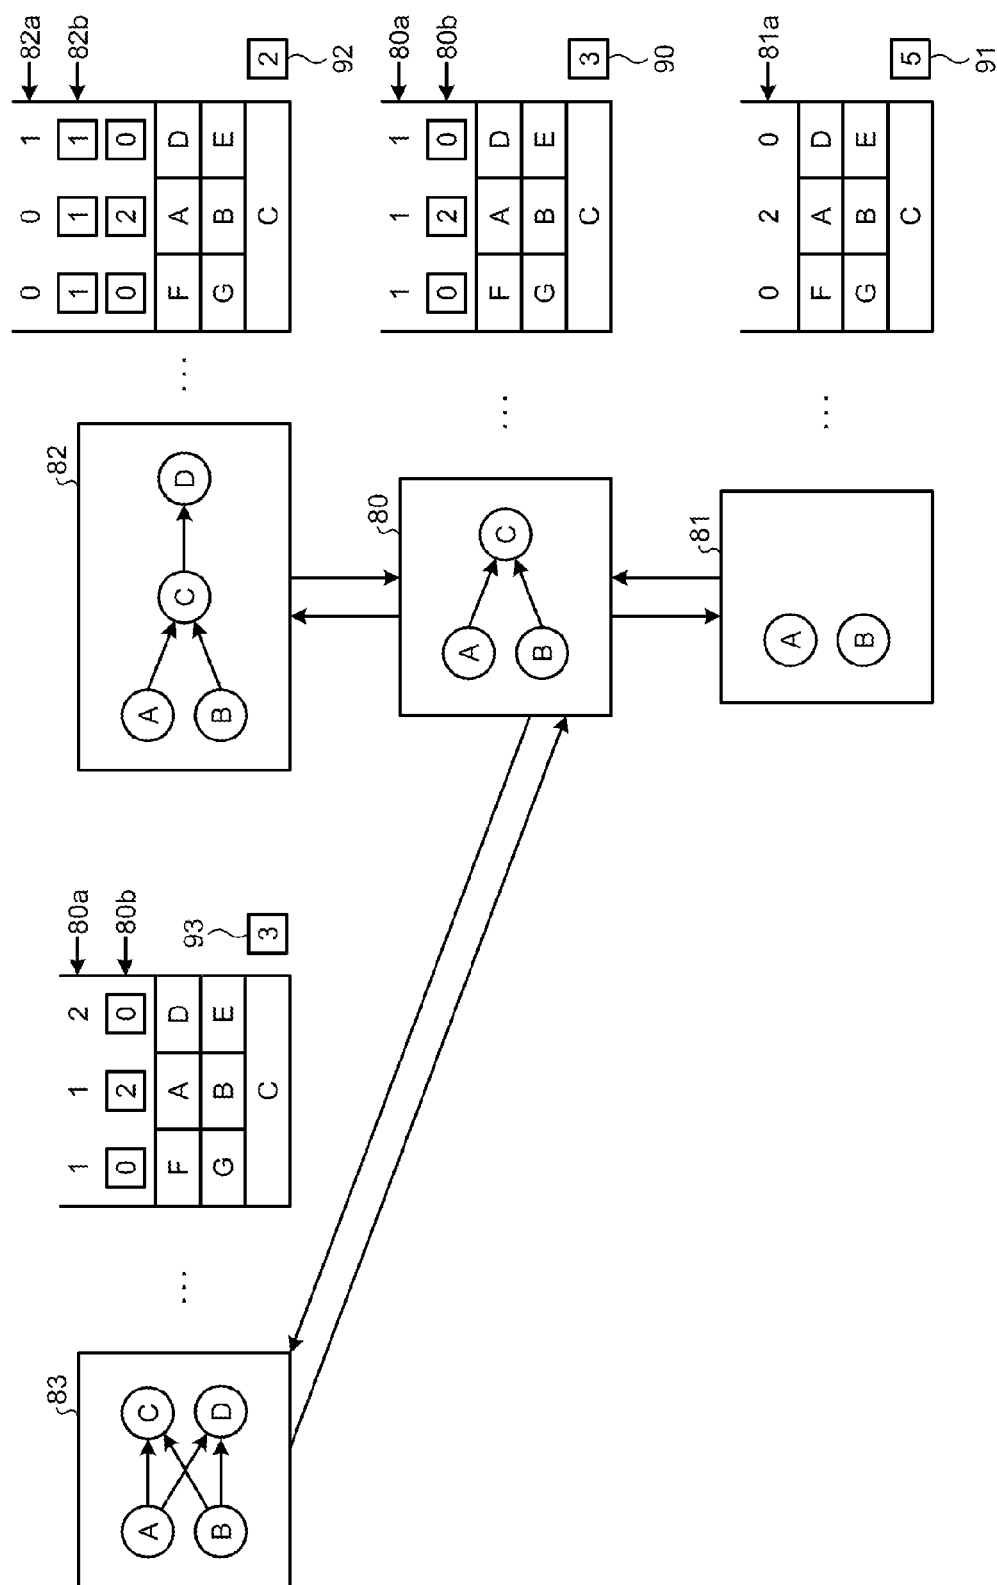 83
A C
B D
...
1 1 2 80a
0 2 0 80b
F A D
93
G B E
C 3
82
A
C D
B
...
0 0 1 82a
1 1 1 82b
0 2 0
F A D
G B E
C 2
92
80
A
C
B
...
1 1 1 80a
0 2 0 80b
F A D
G B E
C 3
90
81
A
B
...
0 2 0 81a
F A D
G B E
C 5
91